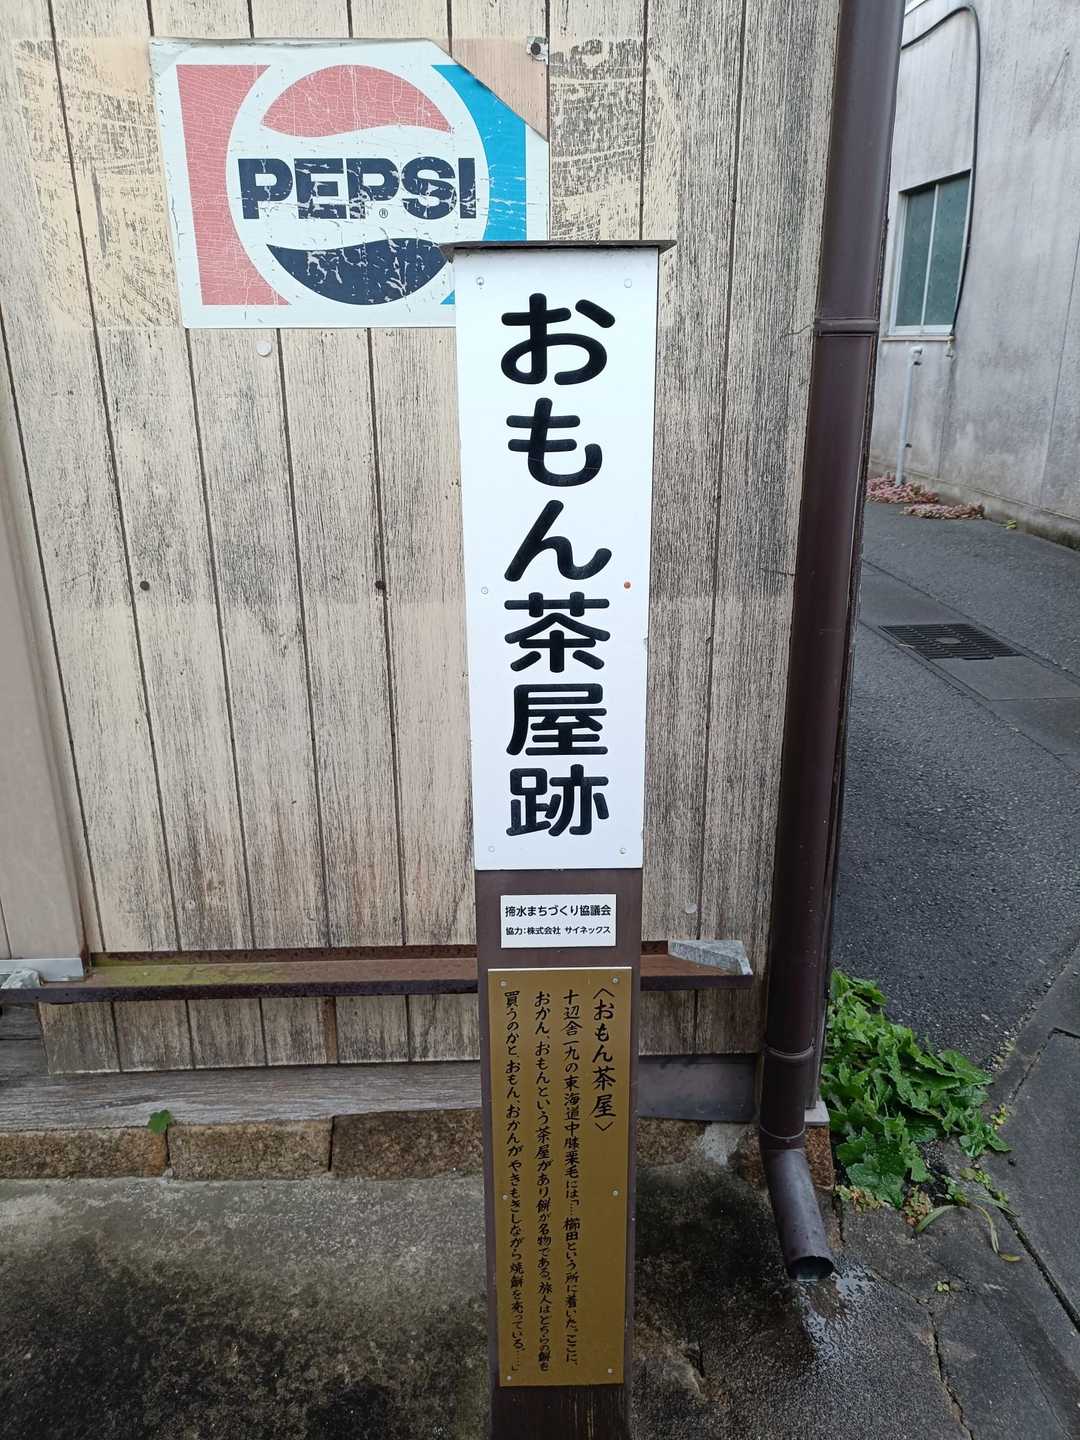 PEPSI
®
おもん茶屋跡
揥水まちづくり協議会
協力：株式会社 サイネックス
〈おもん茶屋〉
十辺舎一九の東海道中膝栗毛には「…櫛田という所に着いた。ここに、
おかん、おもんという茶屋があり餅が名物である。旅人はどちらの餅を
買うのかと、おもん、おかんがやきもきしながら焼餅を売っている……」